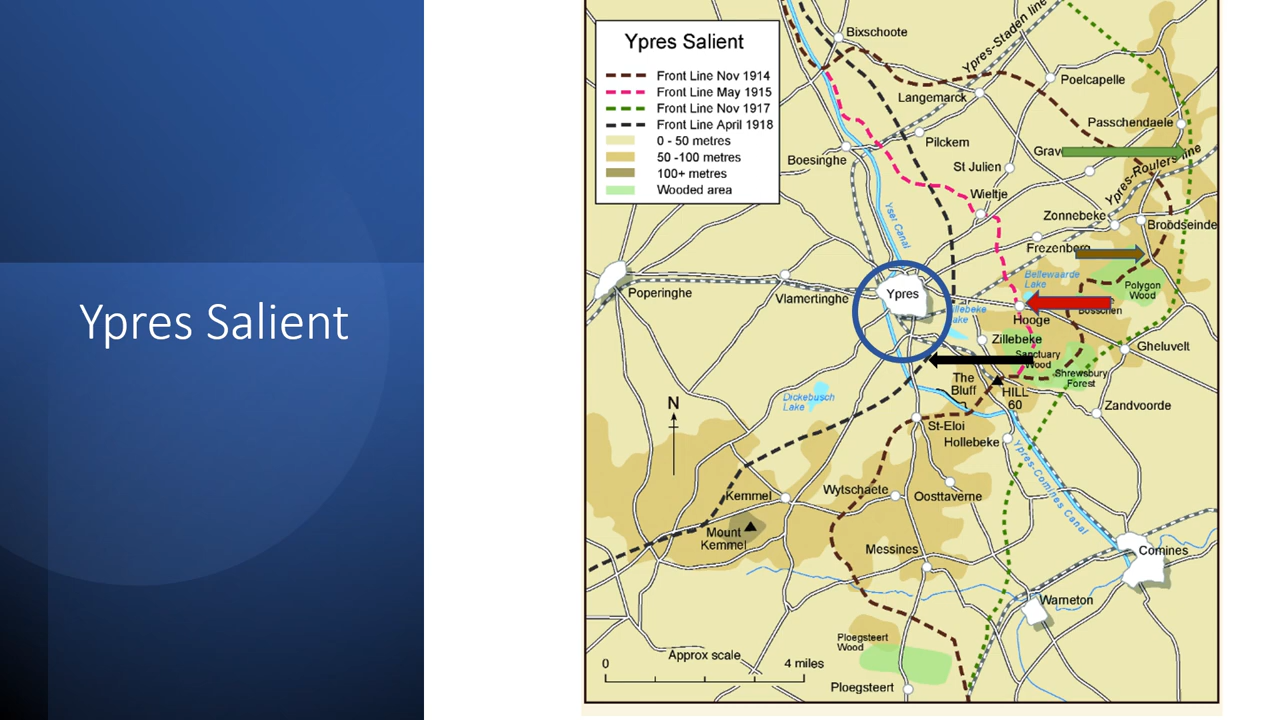 Ypres Salient
Ypres Salient
Front Line Nov 1914
Front Line May 1915
Front Line Nov 1917
Front Line April 1918
0 - 50 metres
50 -100 metres
100+ metres
Wooded area
Bixschoote
Ypres-Staden line
Poelcapelle
Langemarck
Passchendaele
Pilckem
Boesinghe
Grav
St Julien
Ypres-Roulers line
Wieltje
Yser Canal
Zonnebeke
Broodseinde
Frezenberg
Bellewaarde
Lake
Polygon
Wood
Poperinghe
Vlamertinghe
Ypres
Hooge
Bosschen
Zillebeke
Gheluvelt
Sanctuary
Wood
Shrewsbury
Forest
The
Bluff
HILL
60
Zandvoorde
Dickebusch
Lake
N
St-Eloi
Hollebeke
Ypres-Comines Canal
Kemmel
Wytschaete
Oosttaverne
Mount
Kemmel
Messines
Comines
Warneton
Ploegsteert
Wood
Approx scale
0
4 miles
Ploegsteert